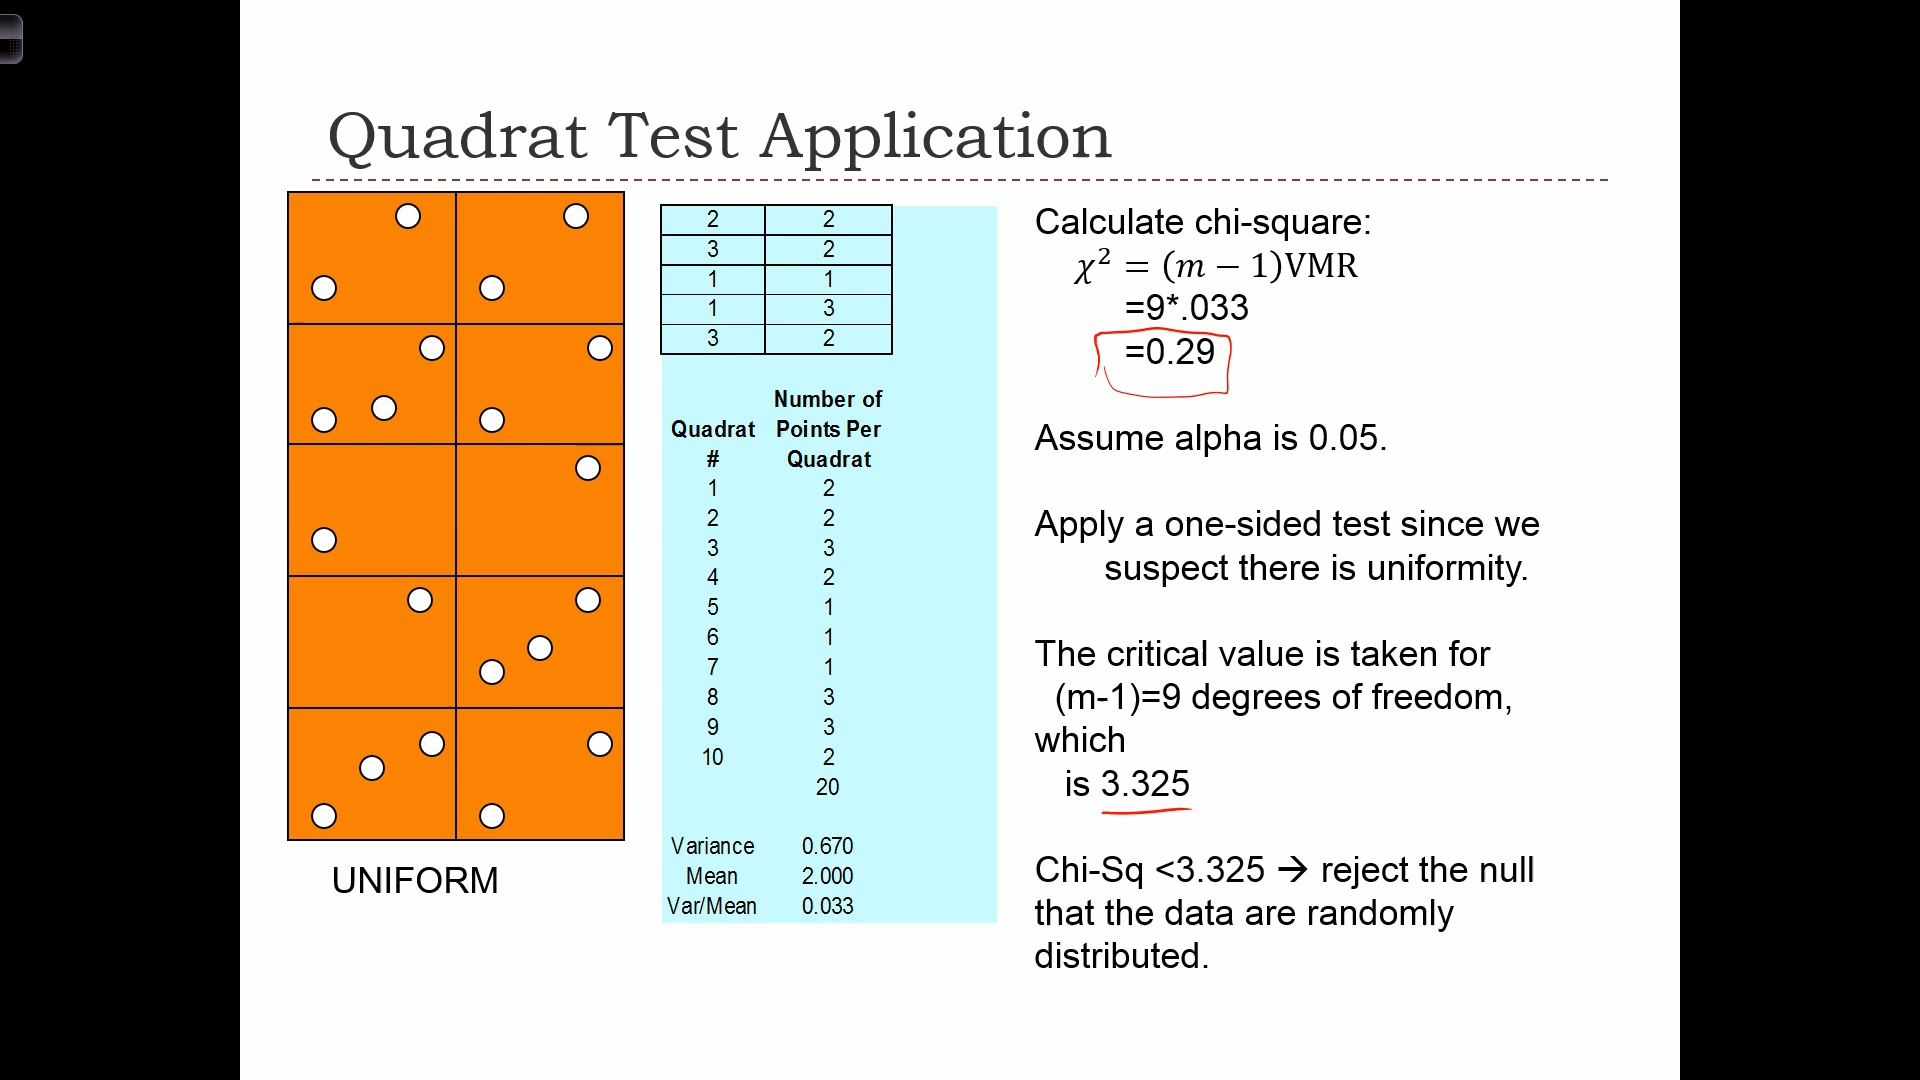 Quadrat Test Application
2 2
3 2
1 1
1 3
3 2
Number of
Quadrat Points Per
# Quadrat
1 2
2 2
3 3
4 2
5 1
6 1
7 1
8 3
9 3
10 2
20
Variance 0.670
Mean 2.000
Var/Mean 0.033
UNIFORM
Calculate chi-square:
χ² = (m − 1)VMR
=9*.033
=0.29
Assume alpha is 0.05.
Apply a one-sided test since we
suspect there is uniformity.
The critical value is taken for
(m-1)=9 degrees of freedom,
which
is 3.325
Chi-Sq <3.325 → reject the null
that the data are randomly
distributed.